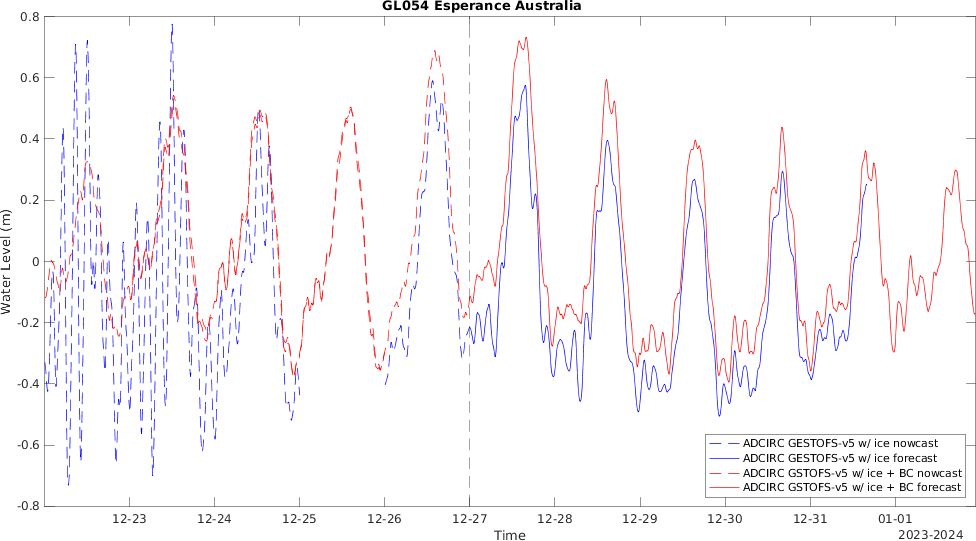 GL054 Esperance Australia
0.8
0.6
0.4
0.2
0
-0.2
-0.4
-0.6
-0.8
Water Level (m)
12-23
12-24
12-25
12-26
12-27
12-28
12-29
12-30
12-31
01-01
Time
2023-2024
ADCIRC GESTOFS-v5 w/ ice nowcast
ADCIRC GESTOFS-v5 w/ ice forecast
ADCIRC GSTOFS-v5 w/ ice + BC nowcast
ADCIRC GSTOFS-v5 w/ ice + BC forecast